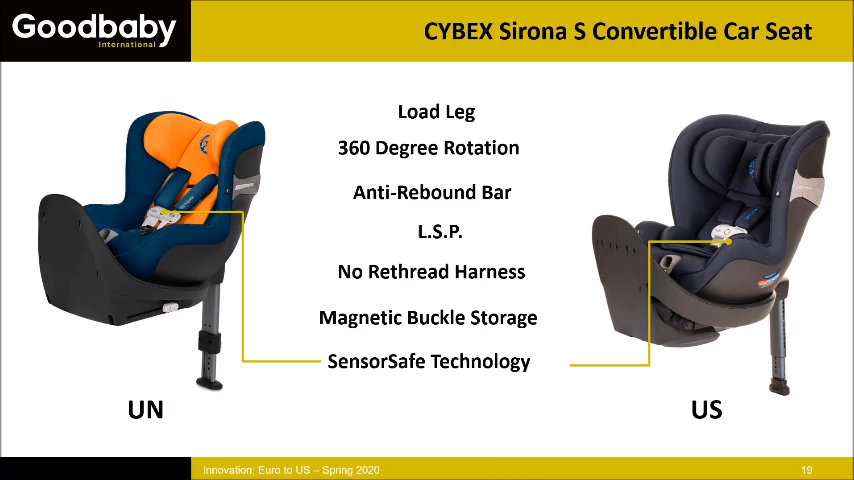 Goodbaby
International
CYBEX Sirona S Convertible Car Seat
Load Leg
360 Degree Rotation
Anti-Rebound Bar
L.S.P.
No Rethread Harness
Magnetic Buckle Storage
SensorSafe Technology
UN
US
Innovation: Euro to US – Spring 2020
19